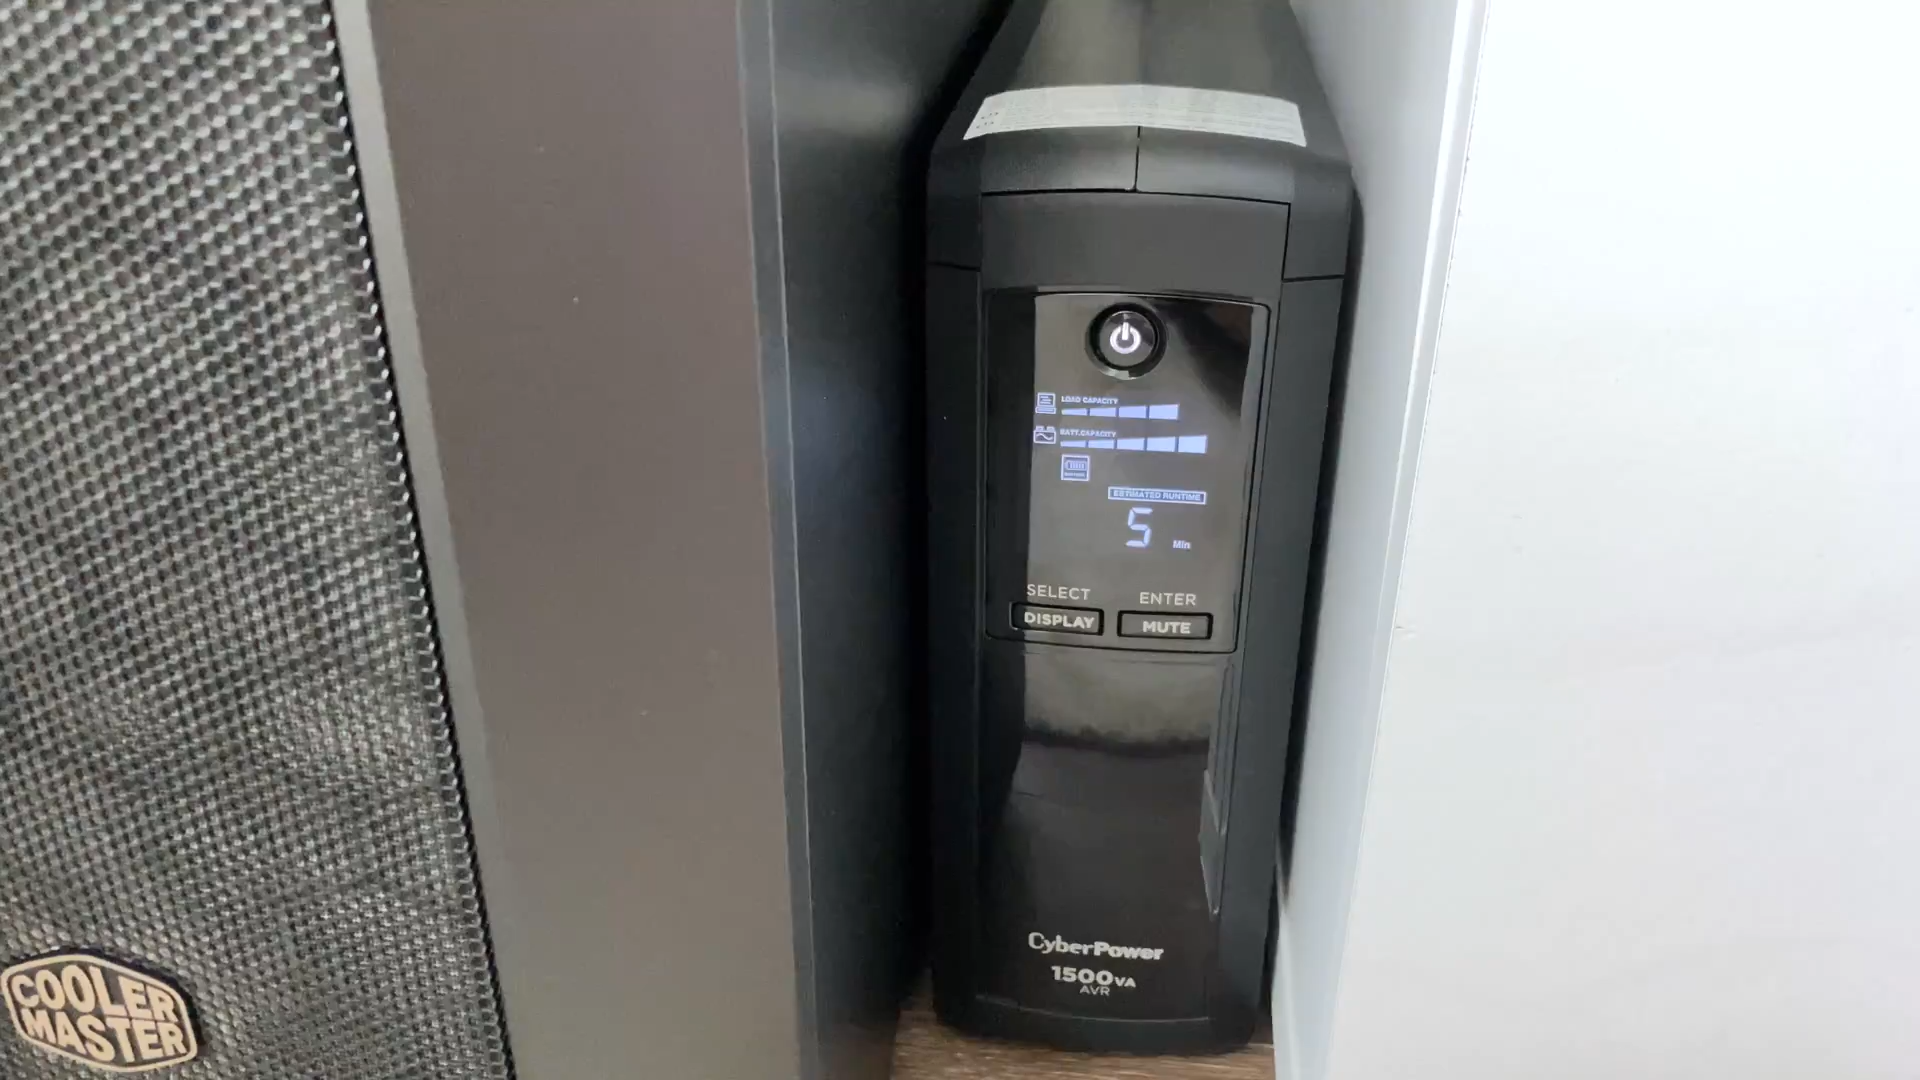 LOAD CAPACITY
BATT.CAPACITY
ESTIMATED RUNTIME
5 Min
SELECT ENTER
DISPLAY MUTE
CyberPower
1500VA
AVR
COOLER
MASTER